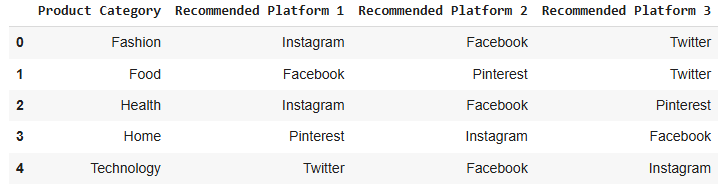 Product Category Recommended Platform 1 Recommended Platform 2 Recommended Platform 3
0 Fashion Instagram Facebook Twitter
1 Food Facebook Pinterest Twitter
2 Health Instagram Facebook Pinterest
3 Home Pinterest Instagram Facebook
4 Technology Twitter Facebook Instagram